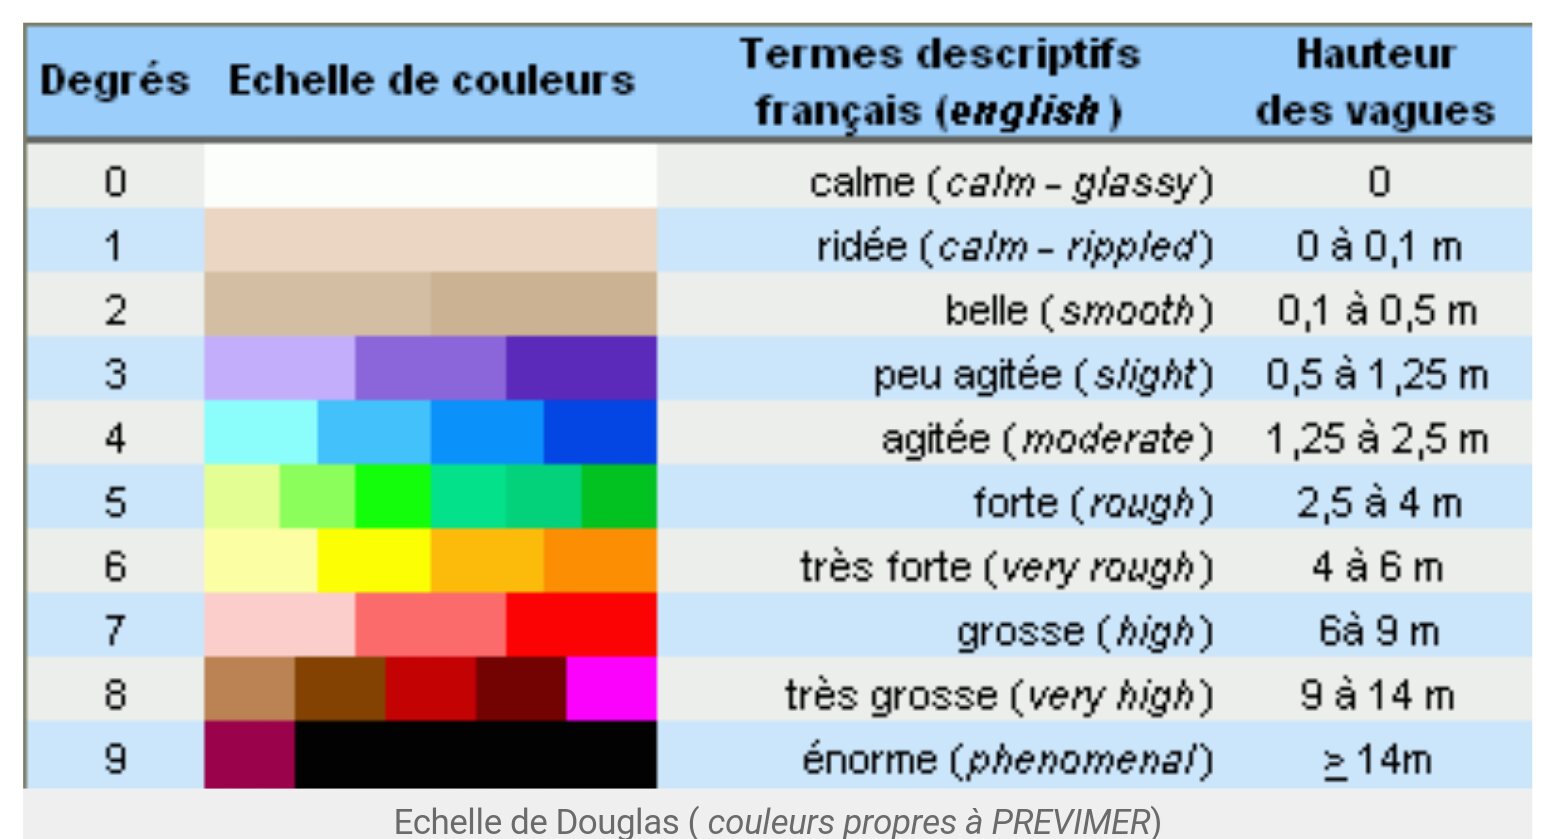 Degrés Echelle de couleurs Termes descriptifs français (english) Hauteur des vagues
0 calme (calm - glassy) 0
1 ridée (calm - rippled) 0 à 0,1 m
2 belle (smooth) 0,1 à 0,5 m
3 peu agitée (slight) 0,5 à 1,25 m
4 agitée (moderate) 1,25 à 2,5 m
5 forte (rough) 2,5 à 4 m
6 très forte (very rough) 4 à 6 m
7 grosse (high) 6à 9 m
8 très grosse (very high) 9 à 14 m
9 énorme (phenomenal) ≥ 14m
Echelle de Douglas ( couleurs propres à PREVIMER)